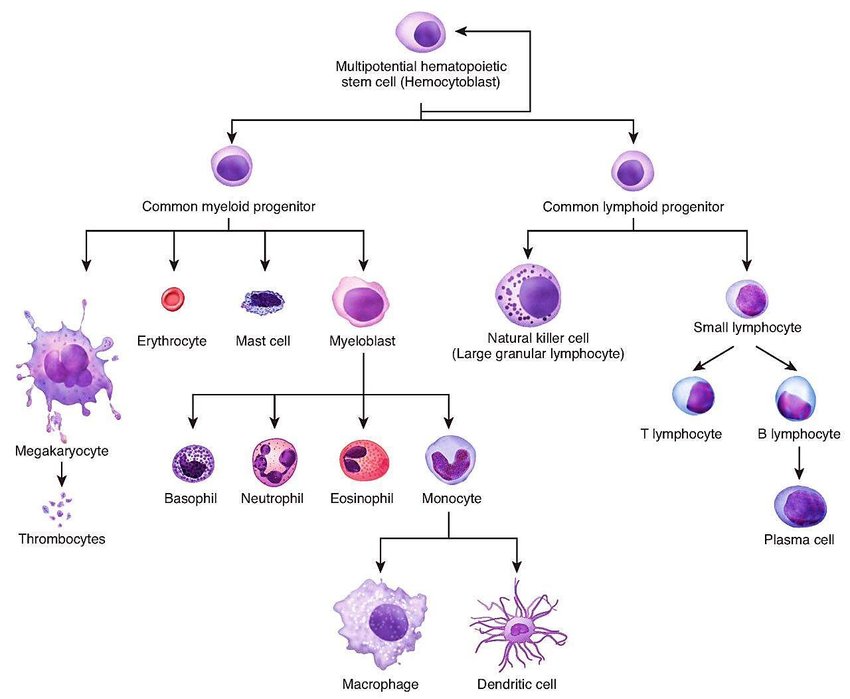 Multipotential hematopoietic
stem cell (Hemocytoblast)
Common myeloid progenitor
Common lymphoid progenitor
Erythrocyte
Mast cell
Myeloblast
Natural killer cell
(Large granular lymphocyte)
Small lymphocyte
T lymphocyte
B lymphocyte
Megakaryocyte
Basophil
Neutrophil
Eosinophil
Monocyte
Thrombocytes
Plasma cell
Macrophage
Dendritic cell